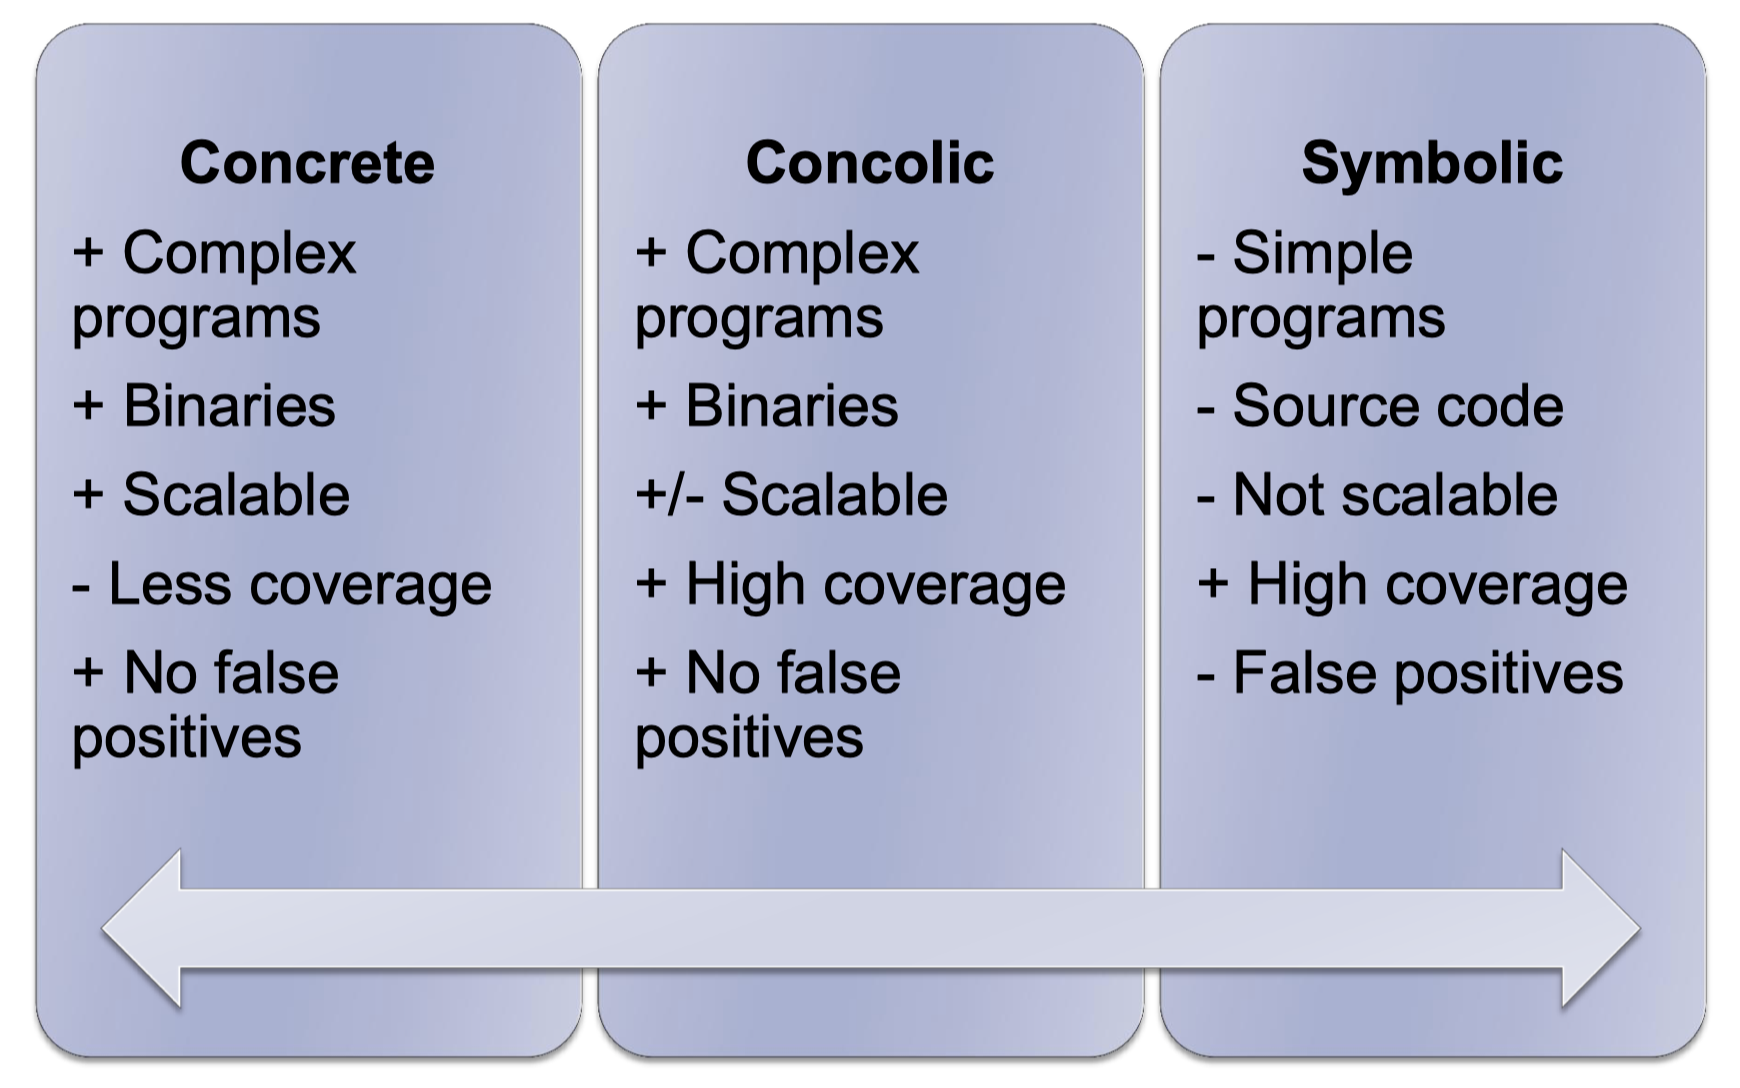 Concrete
+ Complex
programs
+ Binaries
+ Scalable
- Less coverage
+ No false
positives
Concolic
+ Complex
programs
+ Binaries
+/- Scalable
+ High coverage
+ No false
positives
Symbolic
- Simple
programs
- Source code
- Not scalable
+ High coverage
- False positives